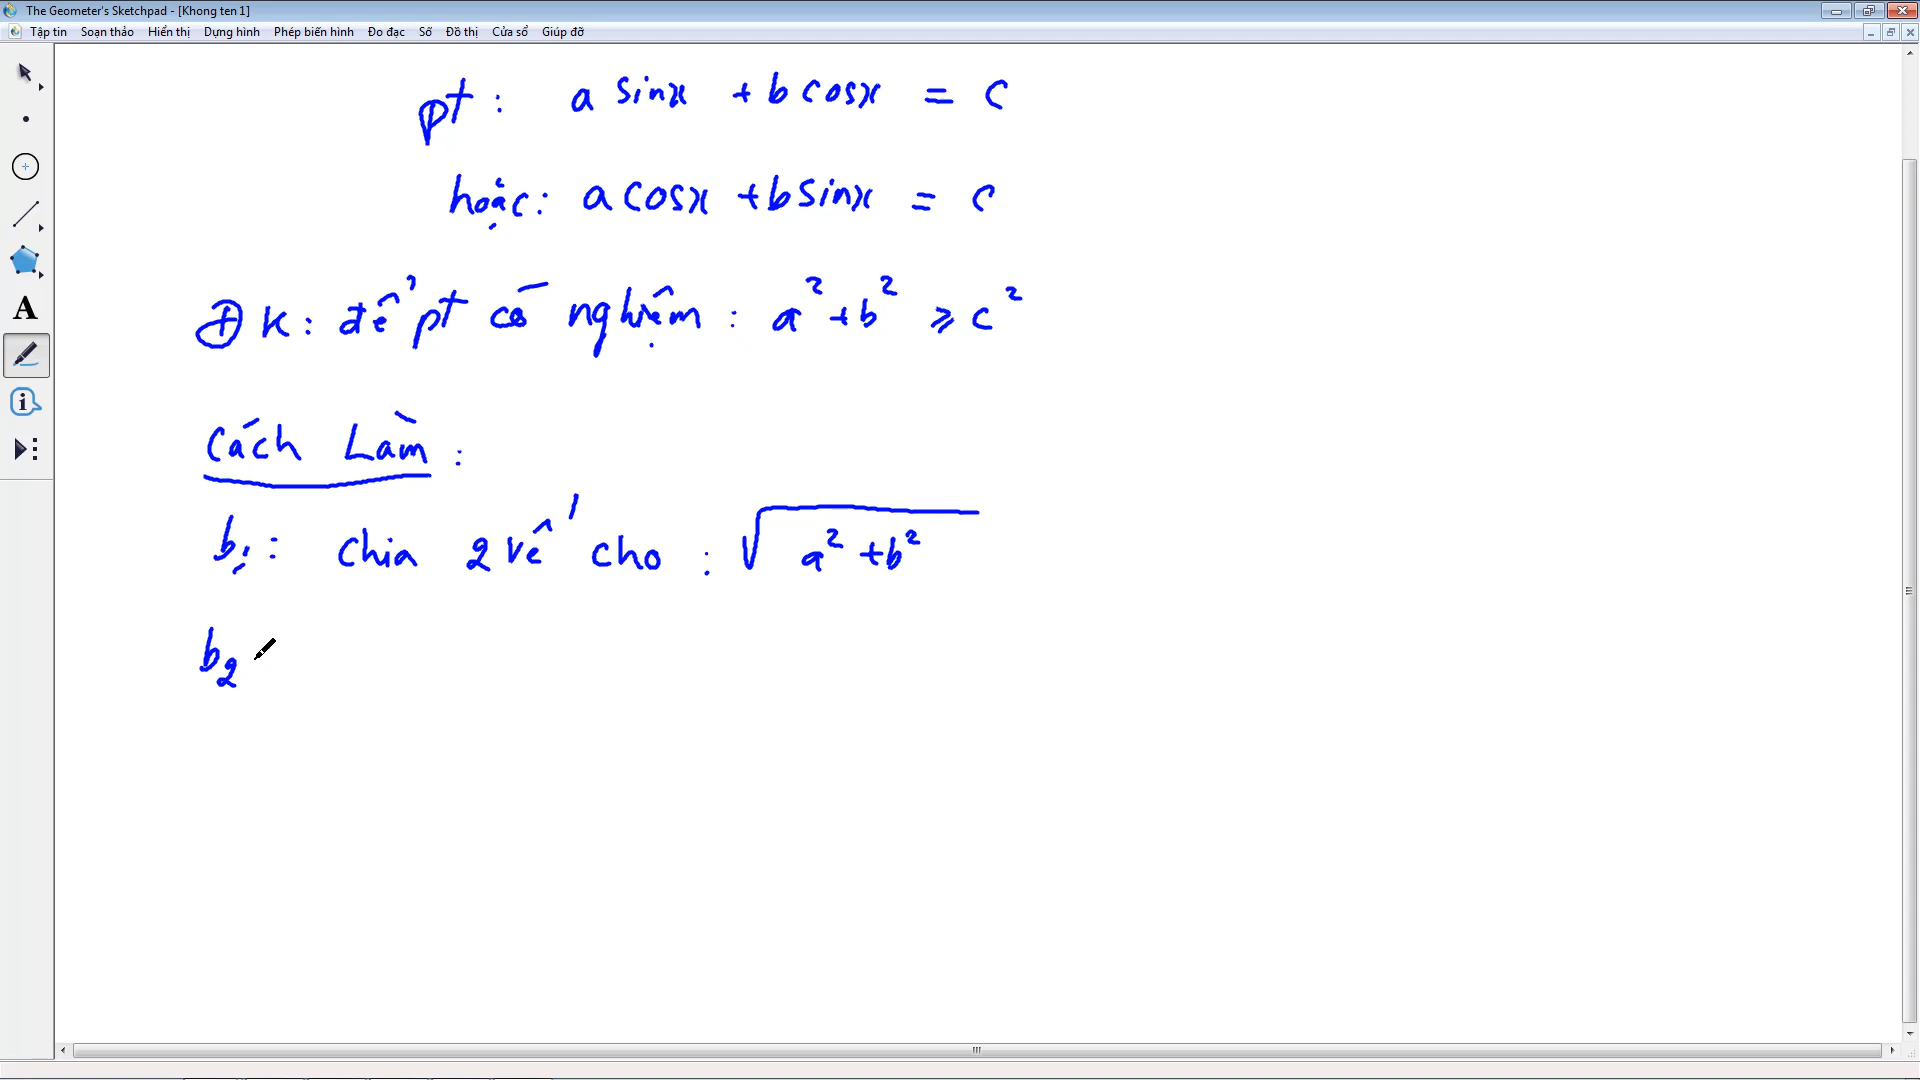 The Geometer's Sketchpad - [Khong ten 1]
Tập tin Soạn thảo Hiển thị Dựng hình Phép biến hình Đo đạc Số Đồ thị Cửa sổ Giúp đỡ
pt: a sinx + b cosx = c
hoặc: a cosx + b sinx = c
ĐK: để pt có nghiệm: a² + b² ≥ c²
Cách Làm:
b₁: chia 2 vế cho: √(a² + b²)
b₂
A